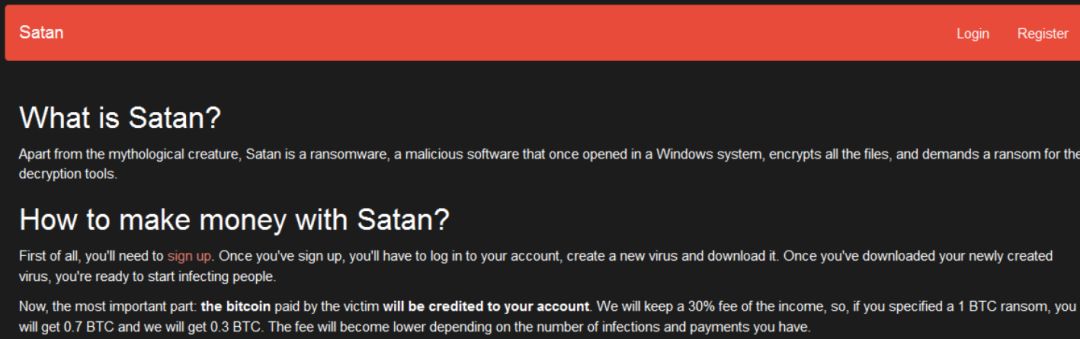 Satan Login Register
What is Satan?
Apart from the mythological creature, Satan is a ransomware, a malicious software that once opened in a Windows system, encrypts all the files, and demands a ransom for the
decryption tools.
How to make money with Satan?
First of all, you'll need to sign up. Once you've sign up, you'll have to log in to your account, create a new virus and download it. Once you've downloaded your newly created
virus, you're ready to start infecting people.
Now, the most important part: the bitcoin paid by the victim will be credited to your account. We will keep a 30% fee of the income, so, if you specified a 1 BTC ransom, you
will get 0.7 BTC and we will get 0.3 BTC. The fee will become lower depending on the number of infections and payments you have.